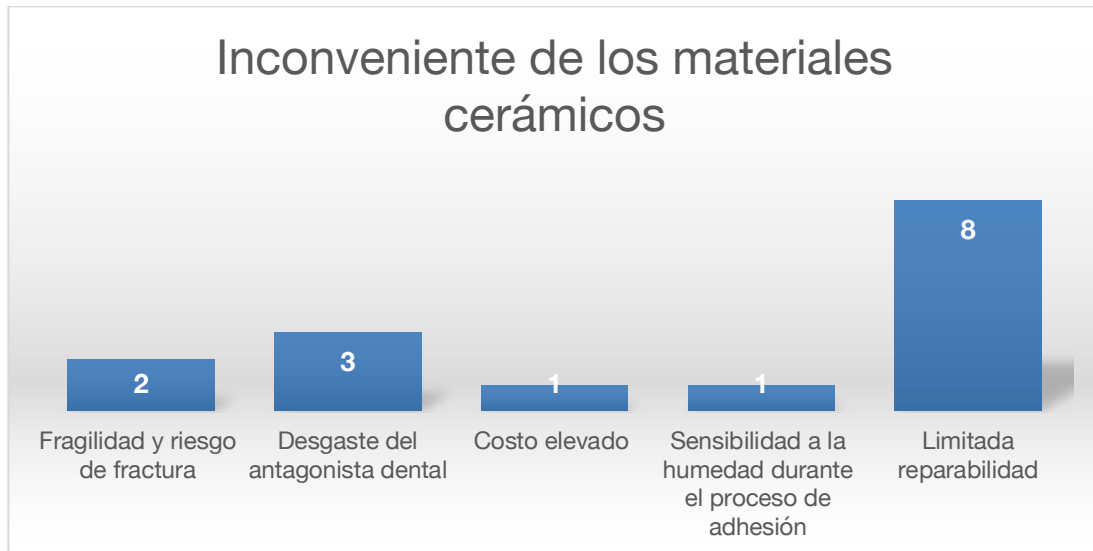 Inconveniente de los materiales
cerámicos
2
3
1
1
8
Fragilidad y riesgo
de fractura
Desgaste del
antagonista dental
Costo elevado
Sensibilidad a la
humedad durante
el proceso de
adhesión
Limitada
reparabilidad